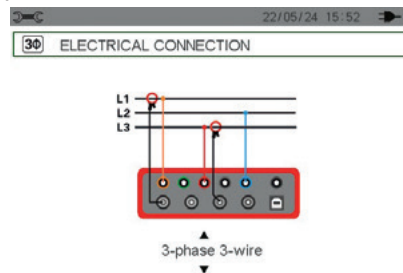 22/05/24 15:52
3Φ ELECTRICAL CONNECTION
L1
L2
L3
3-phase 3-wire